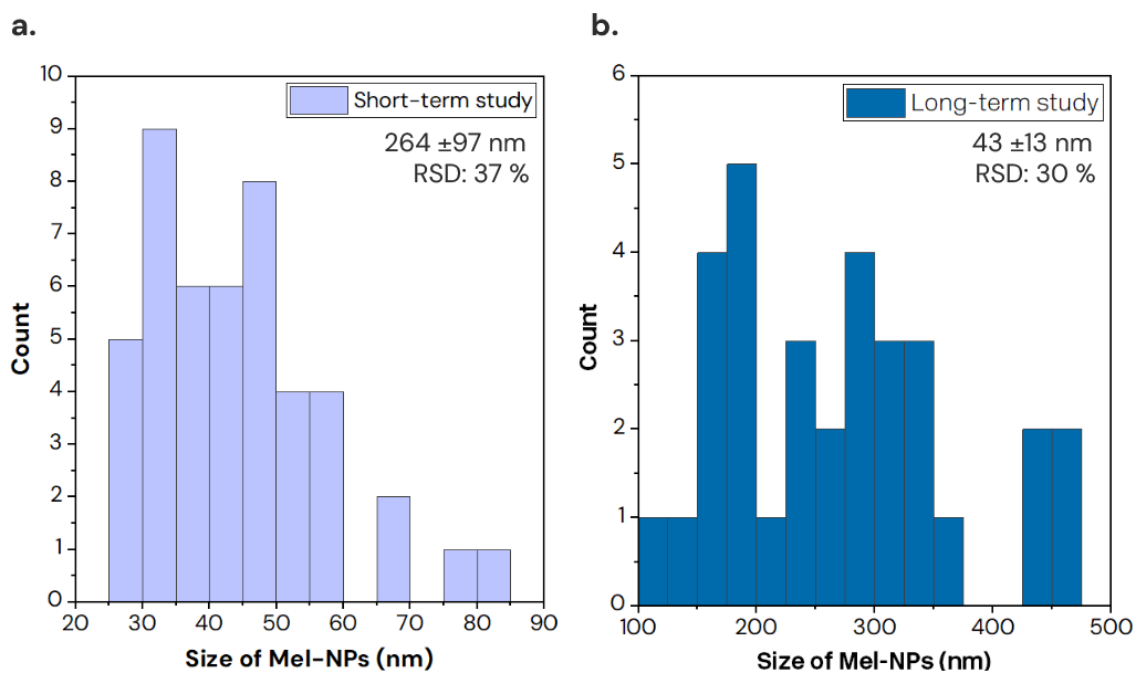 a.
10
9
8
7
6
5
4
3
2
1
0
Count
Short-term study
264 ±97 nm
RSD: 37 %
20 30 40 50 60 70 80 90
Size of Mel-NPs (nm)
b.
6
5
4
3
2
1
0
Count
Long-term study
43 ±13 nm
RSD: 30 %
100 200 300 400 500
Size of Mel-NPs (nm)